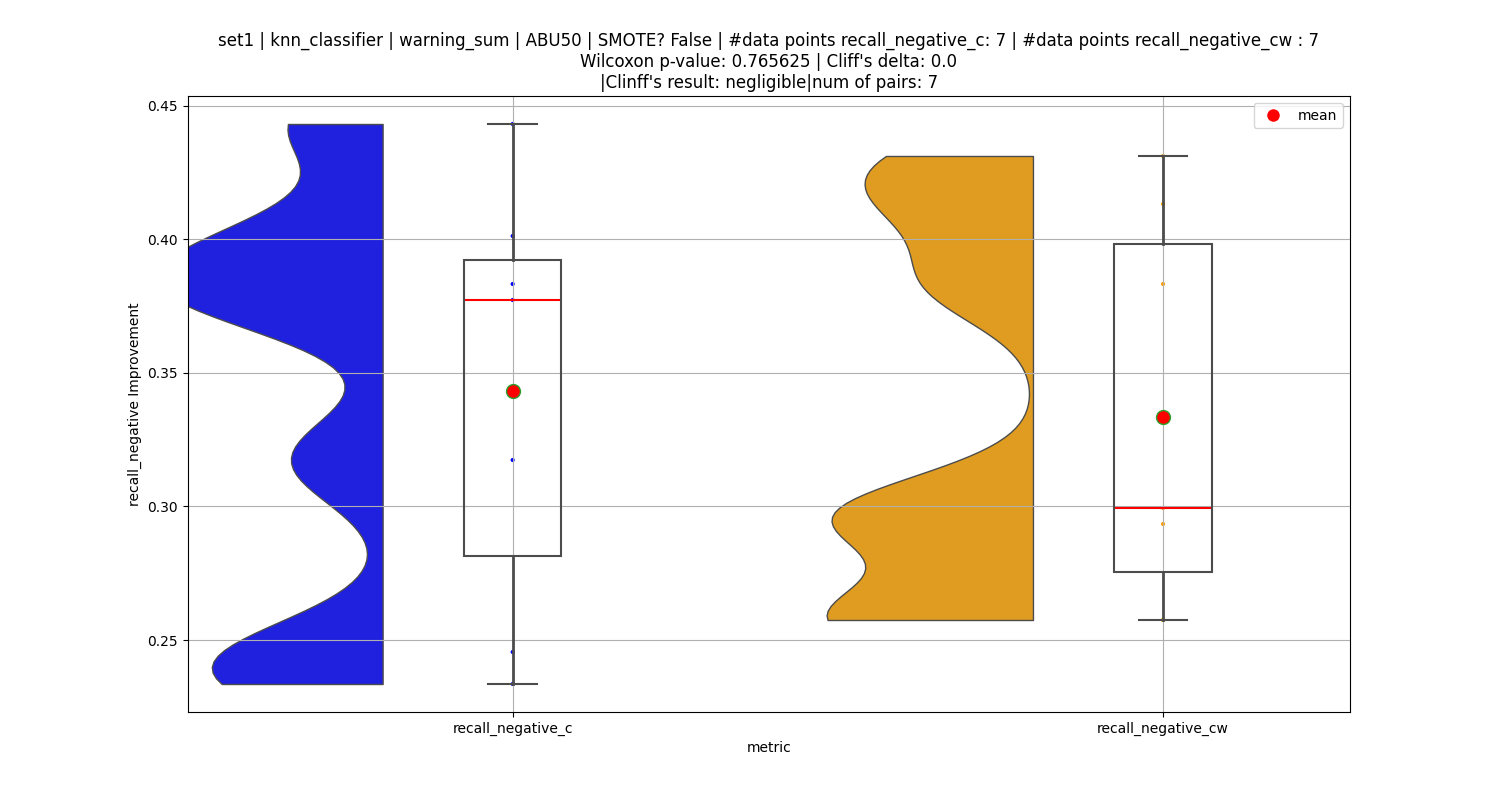 set1 | knn_classifier | warning_sum | ABU50 | SMOTE? False | #data points recall_negative_c: 7 | #data points recall_negative_cw : 7
Wilcoxon p-value: 0.765625 | Cliff's delta: 0.0
|Clinff's result: negligible|num of pairs: 7
mean
0.45
0.40
0.35
0.30
0.25
recall_negative Improvement
recall_negative_c
recall_negative_cw
metric